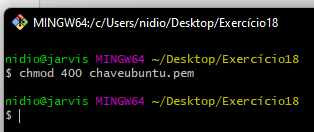 MINGW64:/c/Users/nidio/Desktop/Exercício18
nidio@jarvis MINGW64 ~/Desktop/Exercício18
$ chmod 400 chaveubuntu.pem
nidio@jarvis MINGW64 ~/Desktop/Exercício18
$